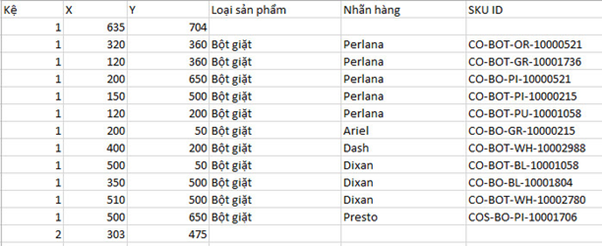 Kệ X Y Loại sản phẩm Nhãn hàng SKU ID
1 635 704
1 320 360 Bột giặt Perlana CO-BOT-OR-10000521
1 120 360 Bột giặt Perlana CO-BOT-GR-10001736
1 200 650 Bột giặt Perlana CO-BO-PI-10000521
1 150 500 Bột giặt Perlana CO-BOT-PI-10000215
1 120 200 Bột giặt Perlana CO-BOT-PU-10001058
1 200 50 Bột giặt Ariel CO-BO-GR-10000215
1 400 200 Bột giặt Dash CO-BOT-WH-10002988
1 500 50 Bột giặt Dixan CO-BOT-BL-10001058
1 350 500 Bột giặt Dixan CO-BO-BL-10001804
1 510 500 Bột giặt Dixan CO-BOT-WH-10002780
1 500 650 Bột giặt Presto COS-BO-PI-10001706
2 303 475